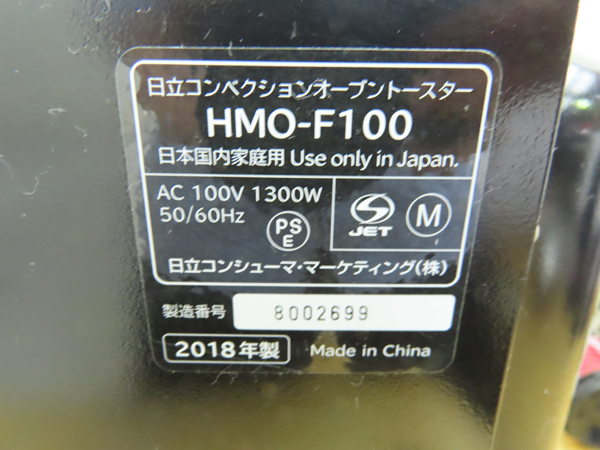 日立コンベクションオーブントースター
HMO-F100
日本国内家庭用 Use only in Japan.
AC 100V 1300W
50/60Hz
PS
E
S
JET
M
日立コンシューマ・マーケティング(株)
製造番号 8002699
2018年製 Made in China